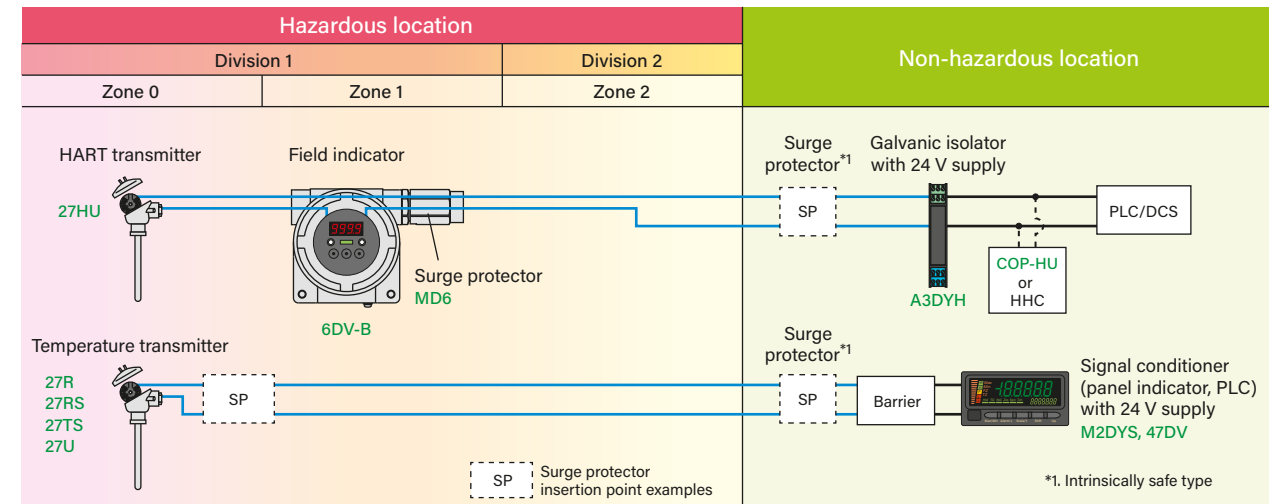 Hazardous location
Non-hazardous location
Division 1
Division 2
Zone 0
Zone 1
Zone 2
HART transmitter
27HU
Field indicator
9999
Surge protector
MD6
6DV-B
Surge
protector*1
SP
Galvanic isolator
with 24 V supply
A3DYH
PLC/DCS
COP-HU
or
HHC
Temperature transmitter
27R
27RS
27TS
27U
SP
Surge
protector*1
SP
Barrier
Signal conditioner
(panel indicator, PLC)
with 24 V supply
M2DYS, 47DV
SP
Surge protector
insertion point examples
*1. Intrinsically safe type